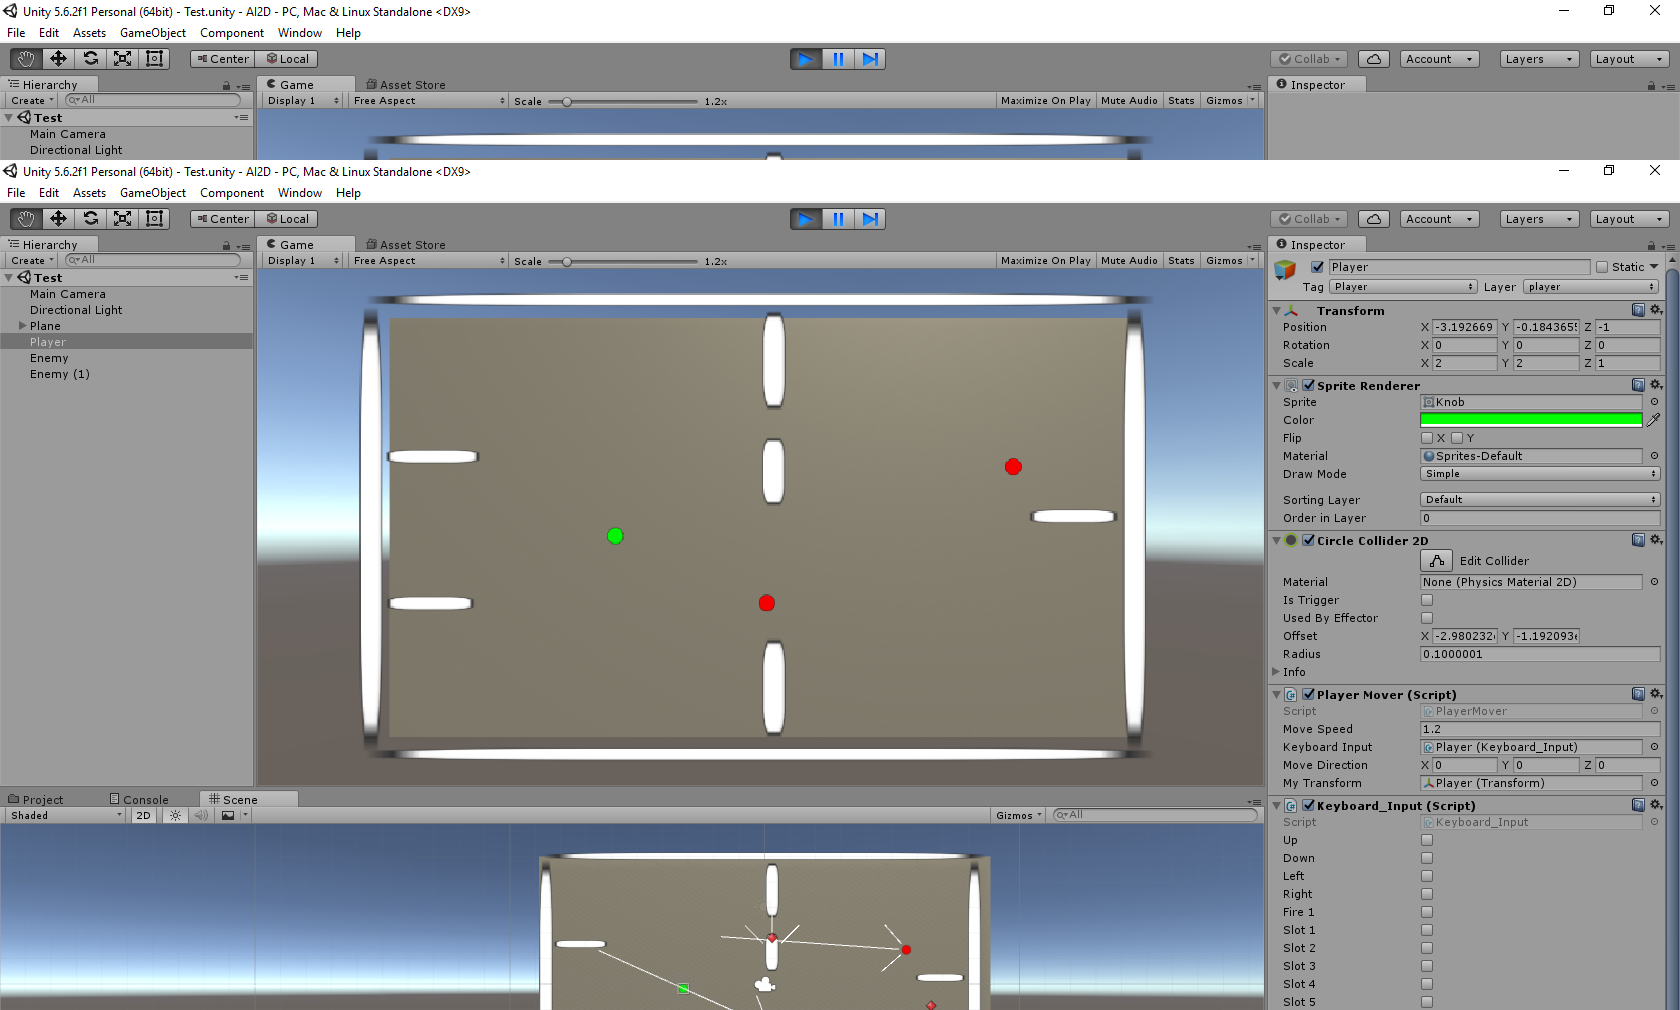 Unity 5.6.2f1 Personal (64bit) - Test.unity - AI2D - PC, Mac & Linux Standalone <DX9>
File Edit Assets GameObject Component Window Help
Center Local Collab Account Layers Layout
Hierarchy Game Asset Store Inspector
Create All Display 1 Free Aspect Scale 1.2x Maximize On Play Mute Audio Stats Gizmos
Test
Main Camera
Directional Light
Unity 5.6.2f1 Personal (64bit) - Test.unity - AI2D - PC, Mac & Linux Standalone <DX9>
File Edit Assets GameObject Component Window Help
Center Local Collab Account Layers Layout
Hierarchy Game Asset Store Inspector
Create All Display 1 Free Aspect Scale 1.2x Maximize On Play Mute Audio Stats Gizmos
Test
Main Camera
Directional Light
Plane
Player
Enemy
Enemy (1)
Player Static
Tag Player Layer player
Transform
Position X -3.192669 Y -0.184365 Z -1
Rotation X 0 Y 0 Z 0
Scale X 2 Y 2 Z 1
Sprite Renderer
Sprite Knob
Color
Flip X Y
Material Sprites-Default
Draw Mode Simple
Sorting Layer Default
Order in Layer 0
Circle Collider 2D
Edit Collider
Material None (Physics Material 2D)
Is Trigger
Used By Effector
Offset X -2.980232 Y -1.192093
Radius 0.1000001
Info
Player Mover (Script)
Script PlayerMover
Move Speed 1.2
Keyboard Input Player (Keyboard_Input)
Move Direction X 0 Y 0 Z 0
My Transform Player (Transform)
Keyboard_Input (Script)
Script Keyboard_Input
Up
Down
Left
Right
Fire 1
Slot 1
Slot 2
Slot 3
Slot 4
Slot 5
Project Console Scene
Shaded 2D Gizmos All